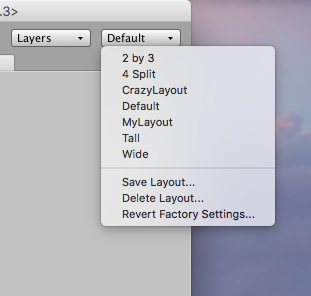 .3>
Layers Default
2 by 3
4 Split
CrazyLayout
Default
MyLayout
Tall
Wide
Save Layout...
Delete Layout...
Revert Factory Settings...